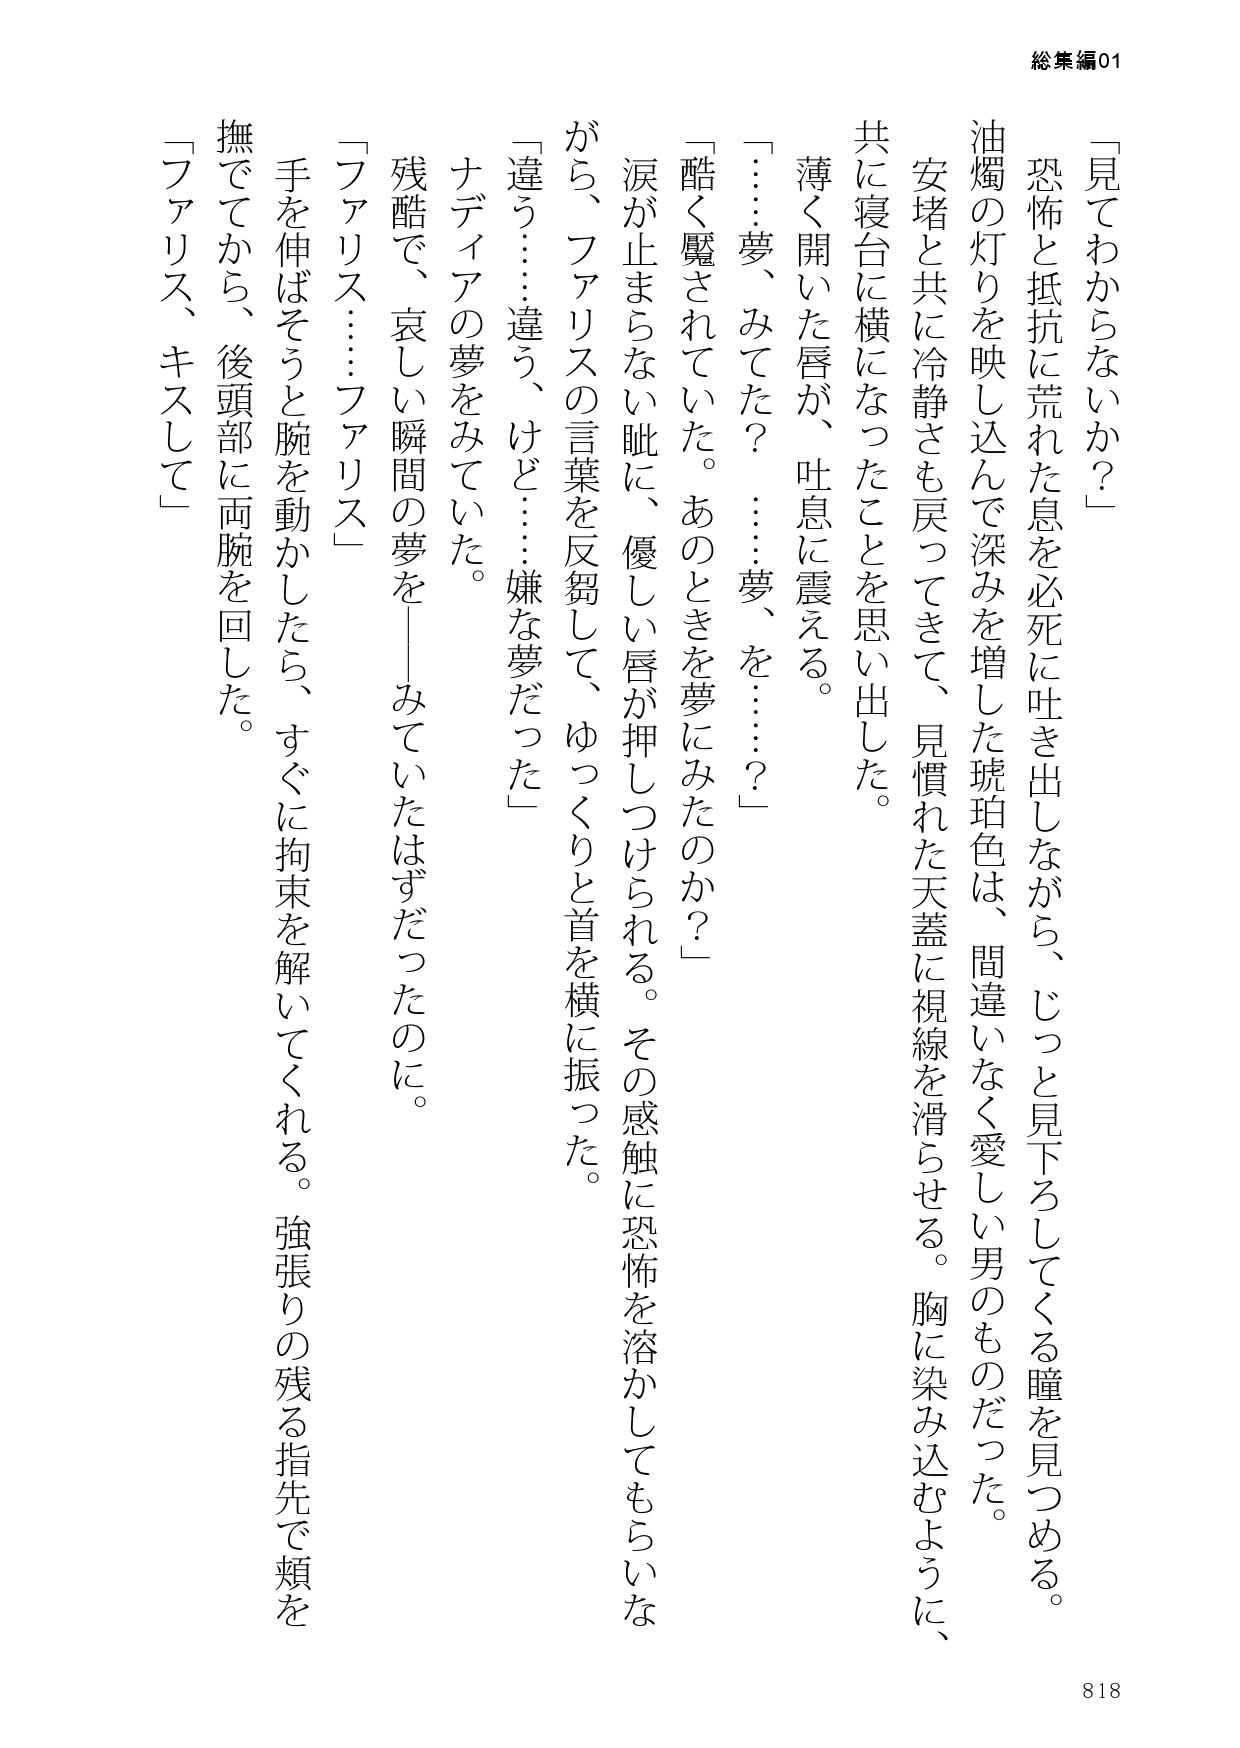 総集編01
「見てわからないか？」
　恐怖と抵抗に荒れた息を必死に吐き出しながら、じっと見下ろしてくる瞳を見つめる。
油燭の灯りを映し込んで深みを増した琥珀色は、間違いなく愛しい男のものだった。
　安堵と共に冷静さも戻ってきて、見慣れた天蓋に視線を滑らせる。胸に染み込むように、
共に寝台に横になったことを思い出した。
　薄く開いた唇が、吐息に震える。
「……夢、みてた？　……夢、を……？」
「酷く魘されていた。あのときを夢にみたのか？」
　涙が止まらない眦に、優しい唇が押しつけられる。その感触に恐怖を溶かしてもらいな
がら、ファリスの言葉を反芻して、ゆっくりと首を横に振った。
「違う……違う、けど……嫌な夢だった」
　ナディアの夢をみていた。
　残酷で、哀しい瞬間の夢を――みていたはずだったのに。
「ファリス……ファリス」
　手を伸ばそうと腕を動かしたら、すぐに拘束を解いてくれる。強張りの残る指先で頬を
撫でてから、後頭部に両腕を回した。
「ファリス、キスして」
818